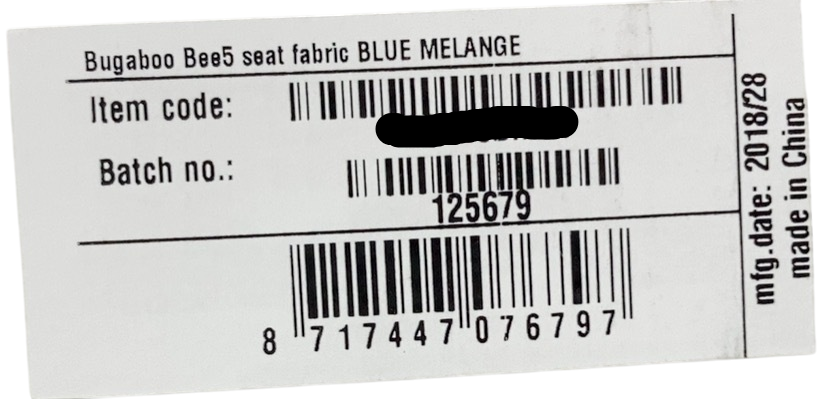 Bugaboo Bee5 seat fabric BLUE MELANGE
Item code:
Batch no.:
125679
8 717447 076797
mfg.date: 2018/28
made in China